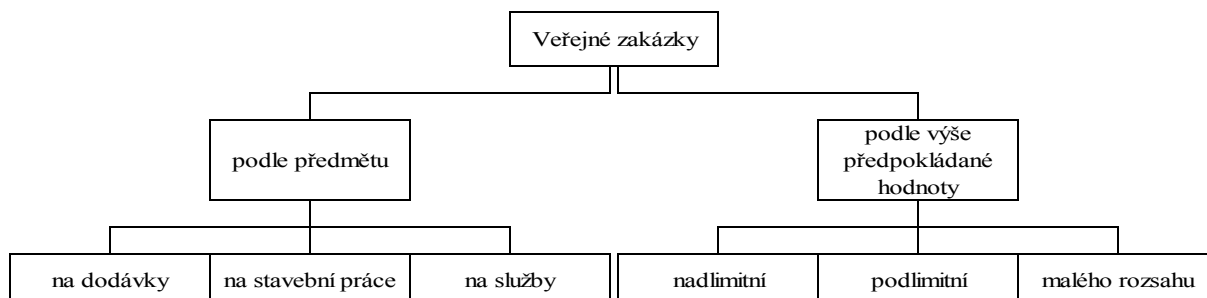 Veřejné zakázky
podle předmětu
podle výše
předpokládané
hodnoty
na dodávky
na stavební práce
na služby
nadlimitní
podlimitní
malého rozsahu